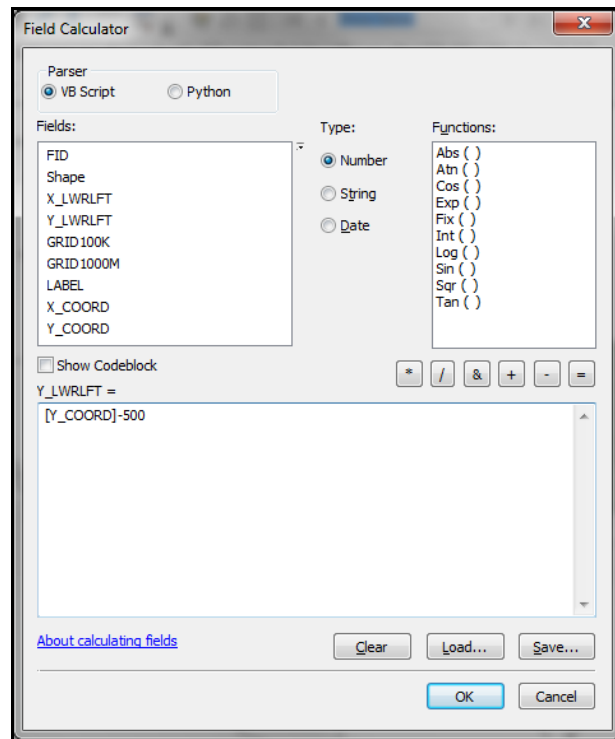 Field Calculator
Parser
VB Script
Python
Fields:
FID
Shape
X_LWRLFT
Y_LWRLFT
GRID100K
GRID1000M
LABEL
X_COORD
Y_COORD
Type:
Number
String
Date
Functions:
Abs ( )
Atn ( )
Cos ( )
Exp ( )
Fix ( )
Int ( )
Log ( )
Sin ( )
Sqr ( )
Tan ( )
Show Codeblock
* / & + - =
Y_LWRLFT =
[Y_COORD]-500
About calculating fields
Clear
Load...
Save...
OK
Cancel